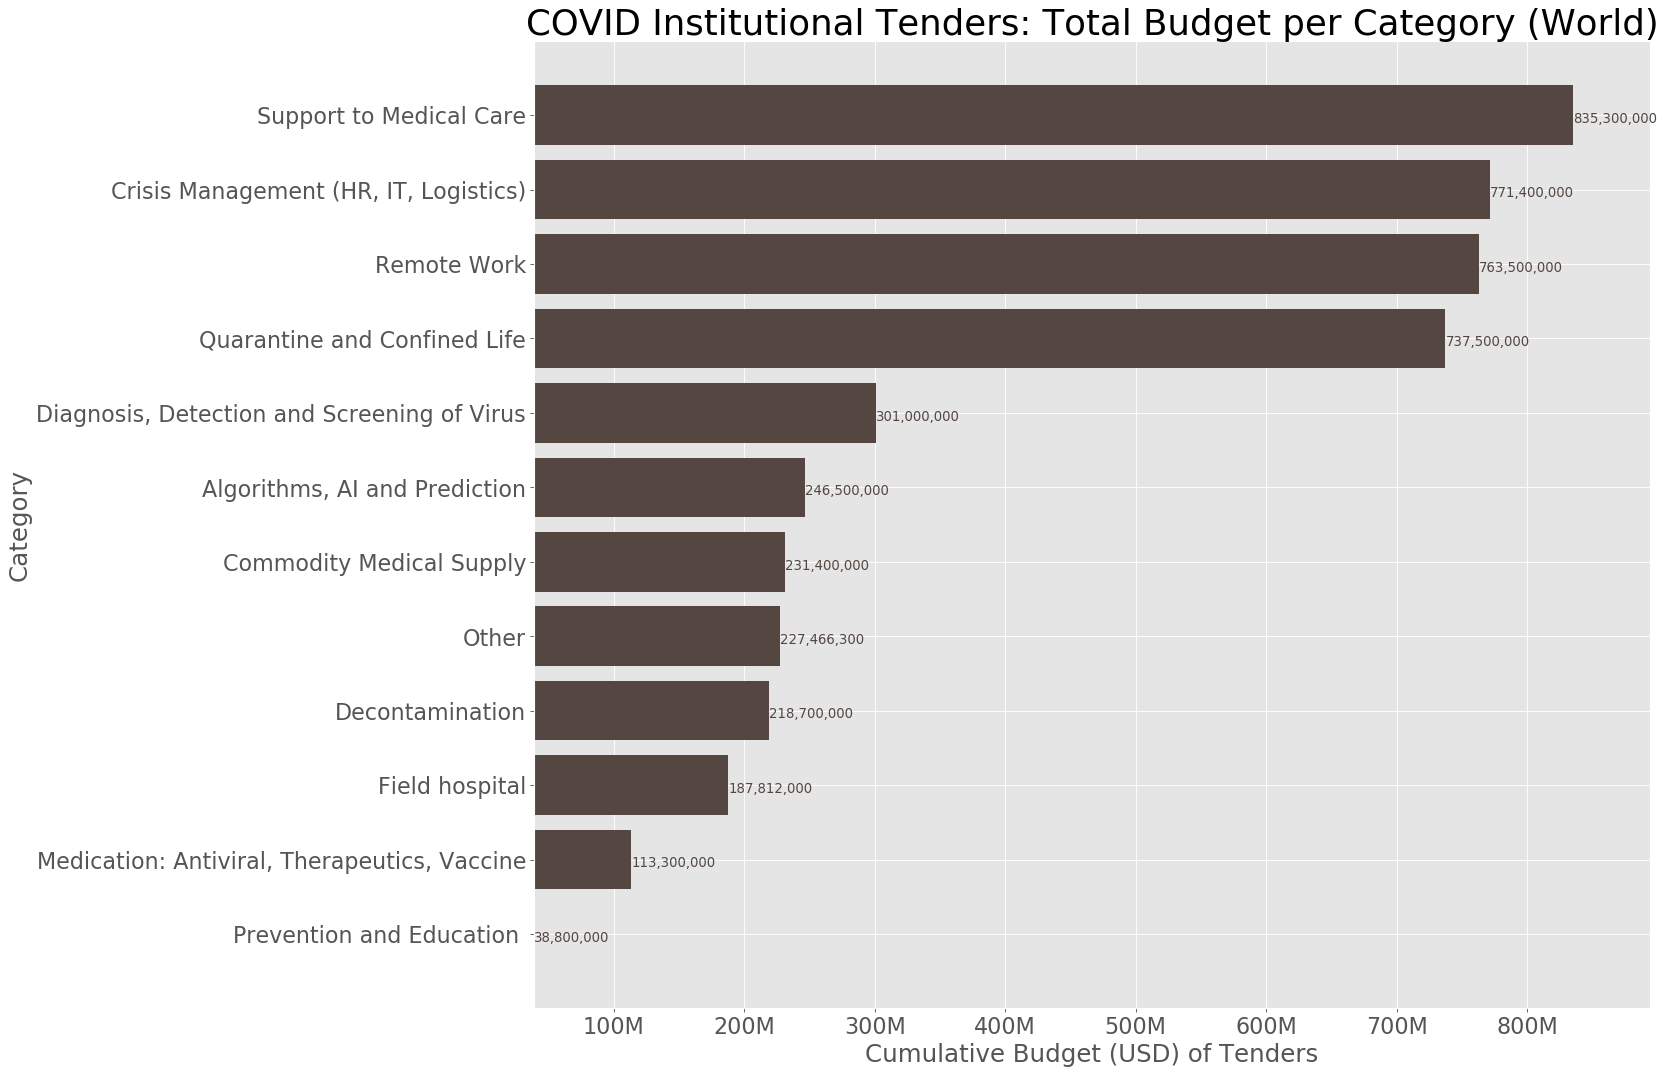 COVID Institutional Tenders: Total Budget per Category (World)
Support to Medical Care
835,300,000
Crisis Management (HR, IT, Logistics)
771,400,000
Remote Work
763,500,000
Quarantine and Confined Life
737,500,000
Diagnosis, Detection and Screening of Virus
301,000,000
Algorithms, AI and Prediction
246,500,000
Commodity Medical Supply
231,400,000
Other
227,466,300
Decontamination
218,700,000
Field hospital
187,812,000
Medication: Antiviral, Therapeutics, Vaccine
113,300,000
Prevention and Education
38,800,000
Category
100M 200M 300M 400M 500M 600M 700M 800M
Cumulative Budget (USD) of Tenders